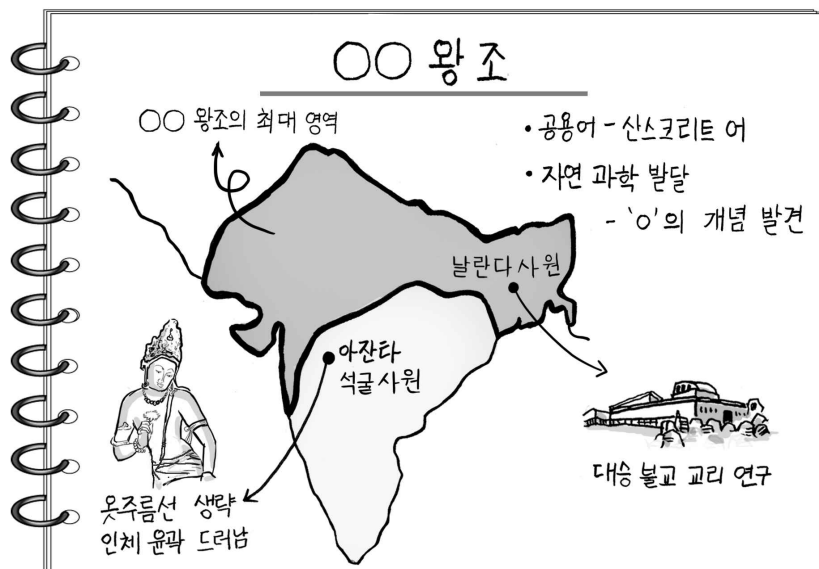 ○○ 왕조
○○ 왕조의 최대 영역
• 공용어 - 산스크리트 어
• 자연 과학 발달
- '0'의 개념 발견
날란다 사원
아잔타
석굴 사원
대승 불교 교리 연구
옷주름선 생략
인체 윤곽 드러남